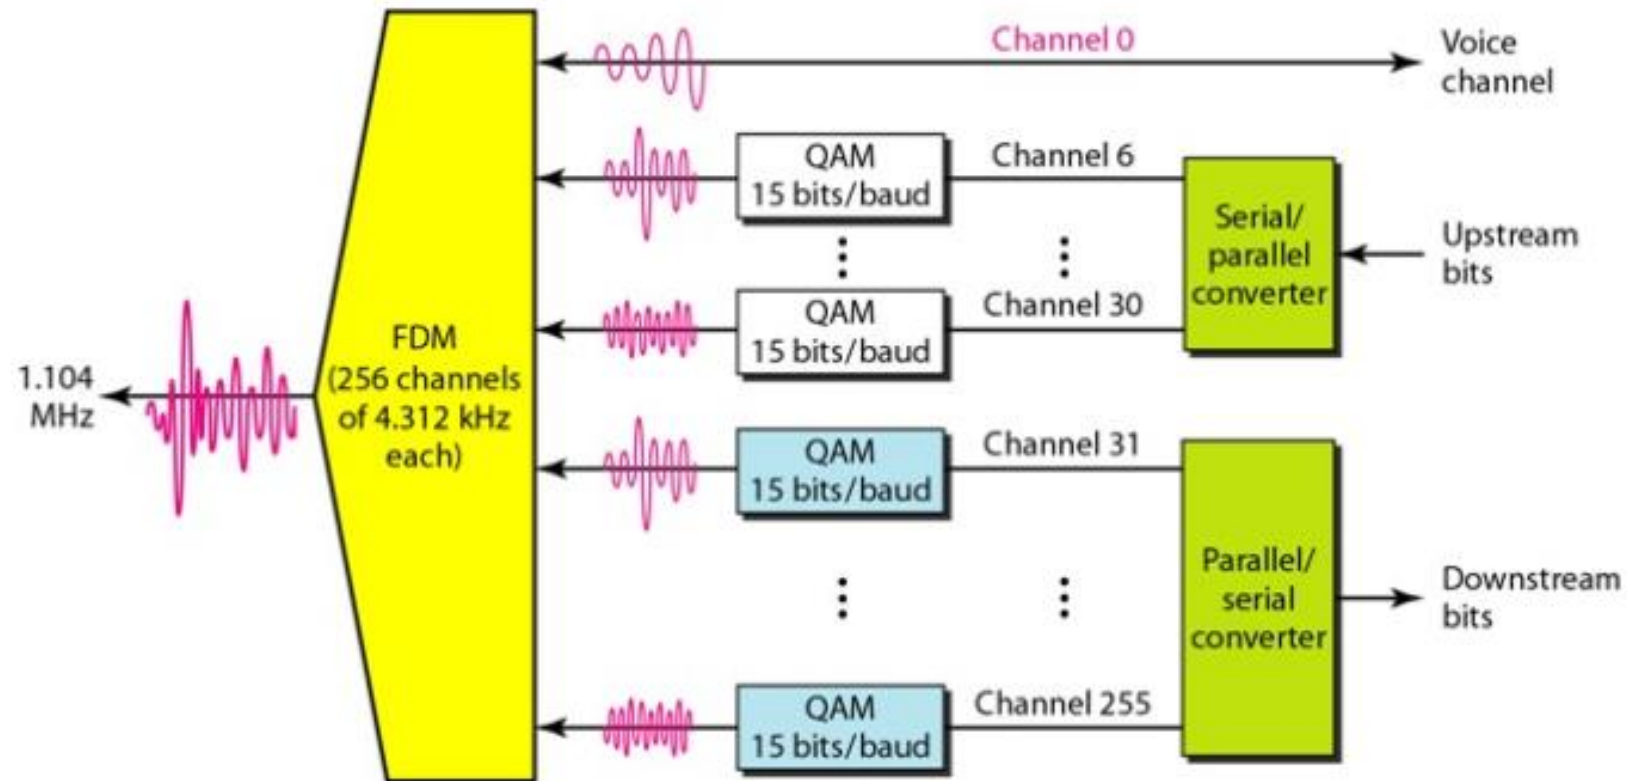 Channel 0
Voice
channel
QAM
15 bits/baud
Channel 6
QAM
15 bits/baud
Channel 30
Serial/
parallel
converter
Upstream
bits
1.104
MHz
FDM
(256 channels
of 4.312 kHz
each)
QAM
15 bits/baud
Channel 31
QAM
15 bits/baud
Channel 255
Parallel/
serial
converter
Downstream
bits